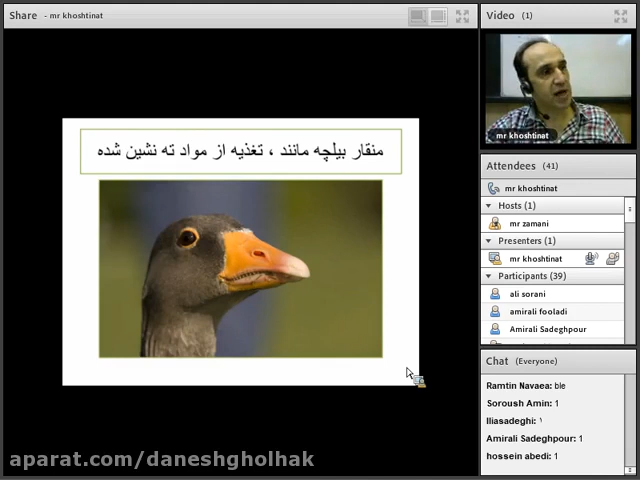 Share - mr khoshtinat
منقار بیلچه مانند ، تغذیه از مواد ته نشین شده
Video (1)
mr khoshtinat
Attendees (41)
mr khoshtinat
Hosts (1)
mr zamani
Presenters (1)
mr khoshtinat
Participants (39)
ali sorani
amirali fooladi
Amirali Sadeghpour
Chat (Everyone)
Ramtin Navaea: ble
Soroush Amin: 1
Iliasadeghi: ۱
Amirali Sadeghpour: 1
hossein abedi: 1
aparat.com/daneshgholhak